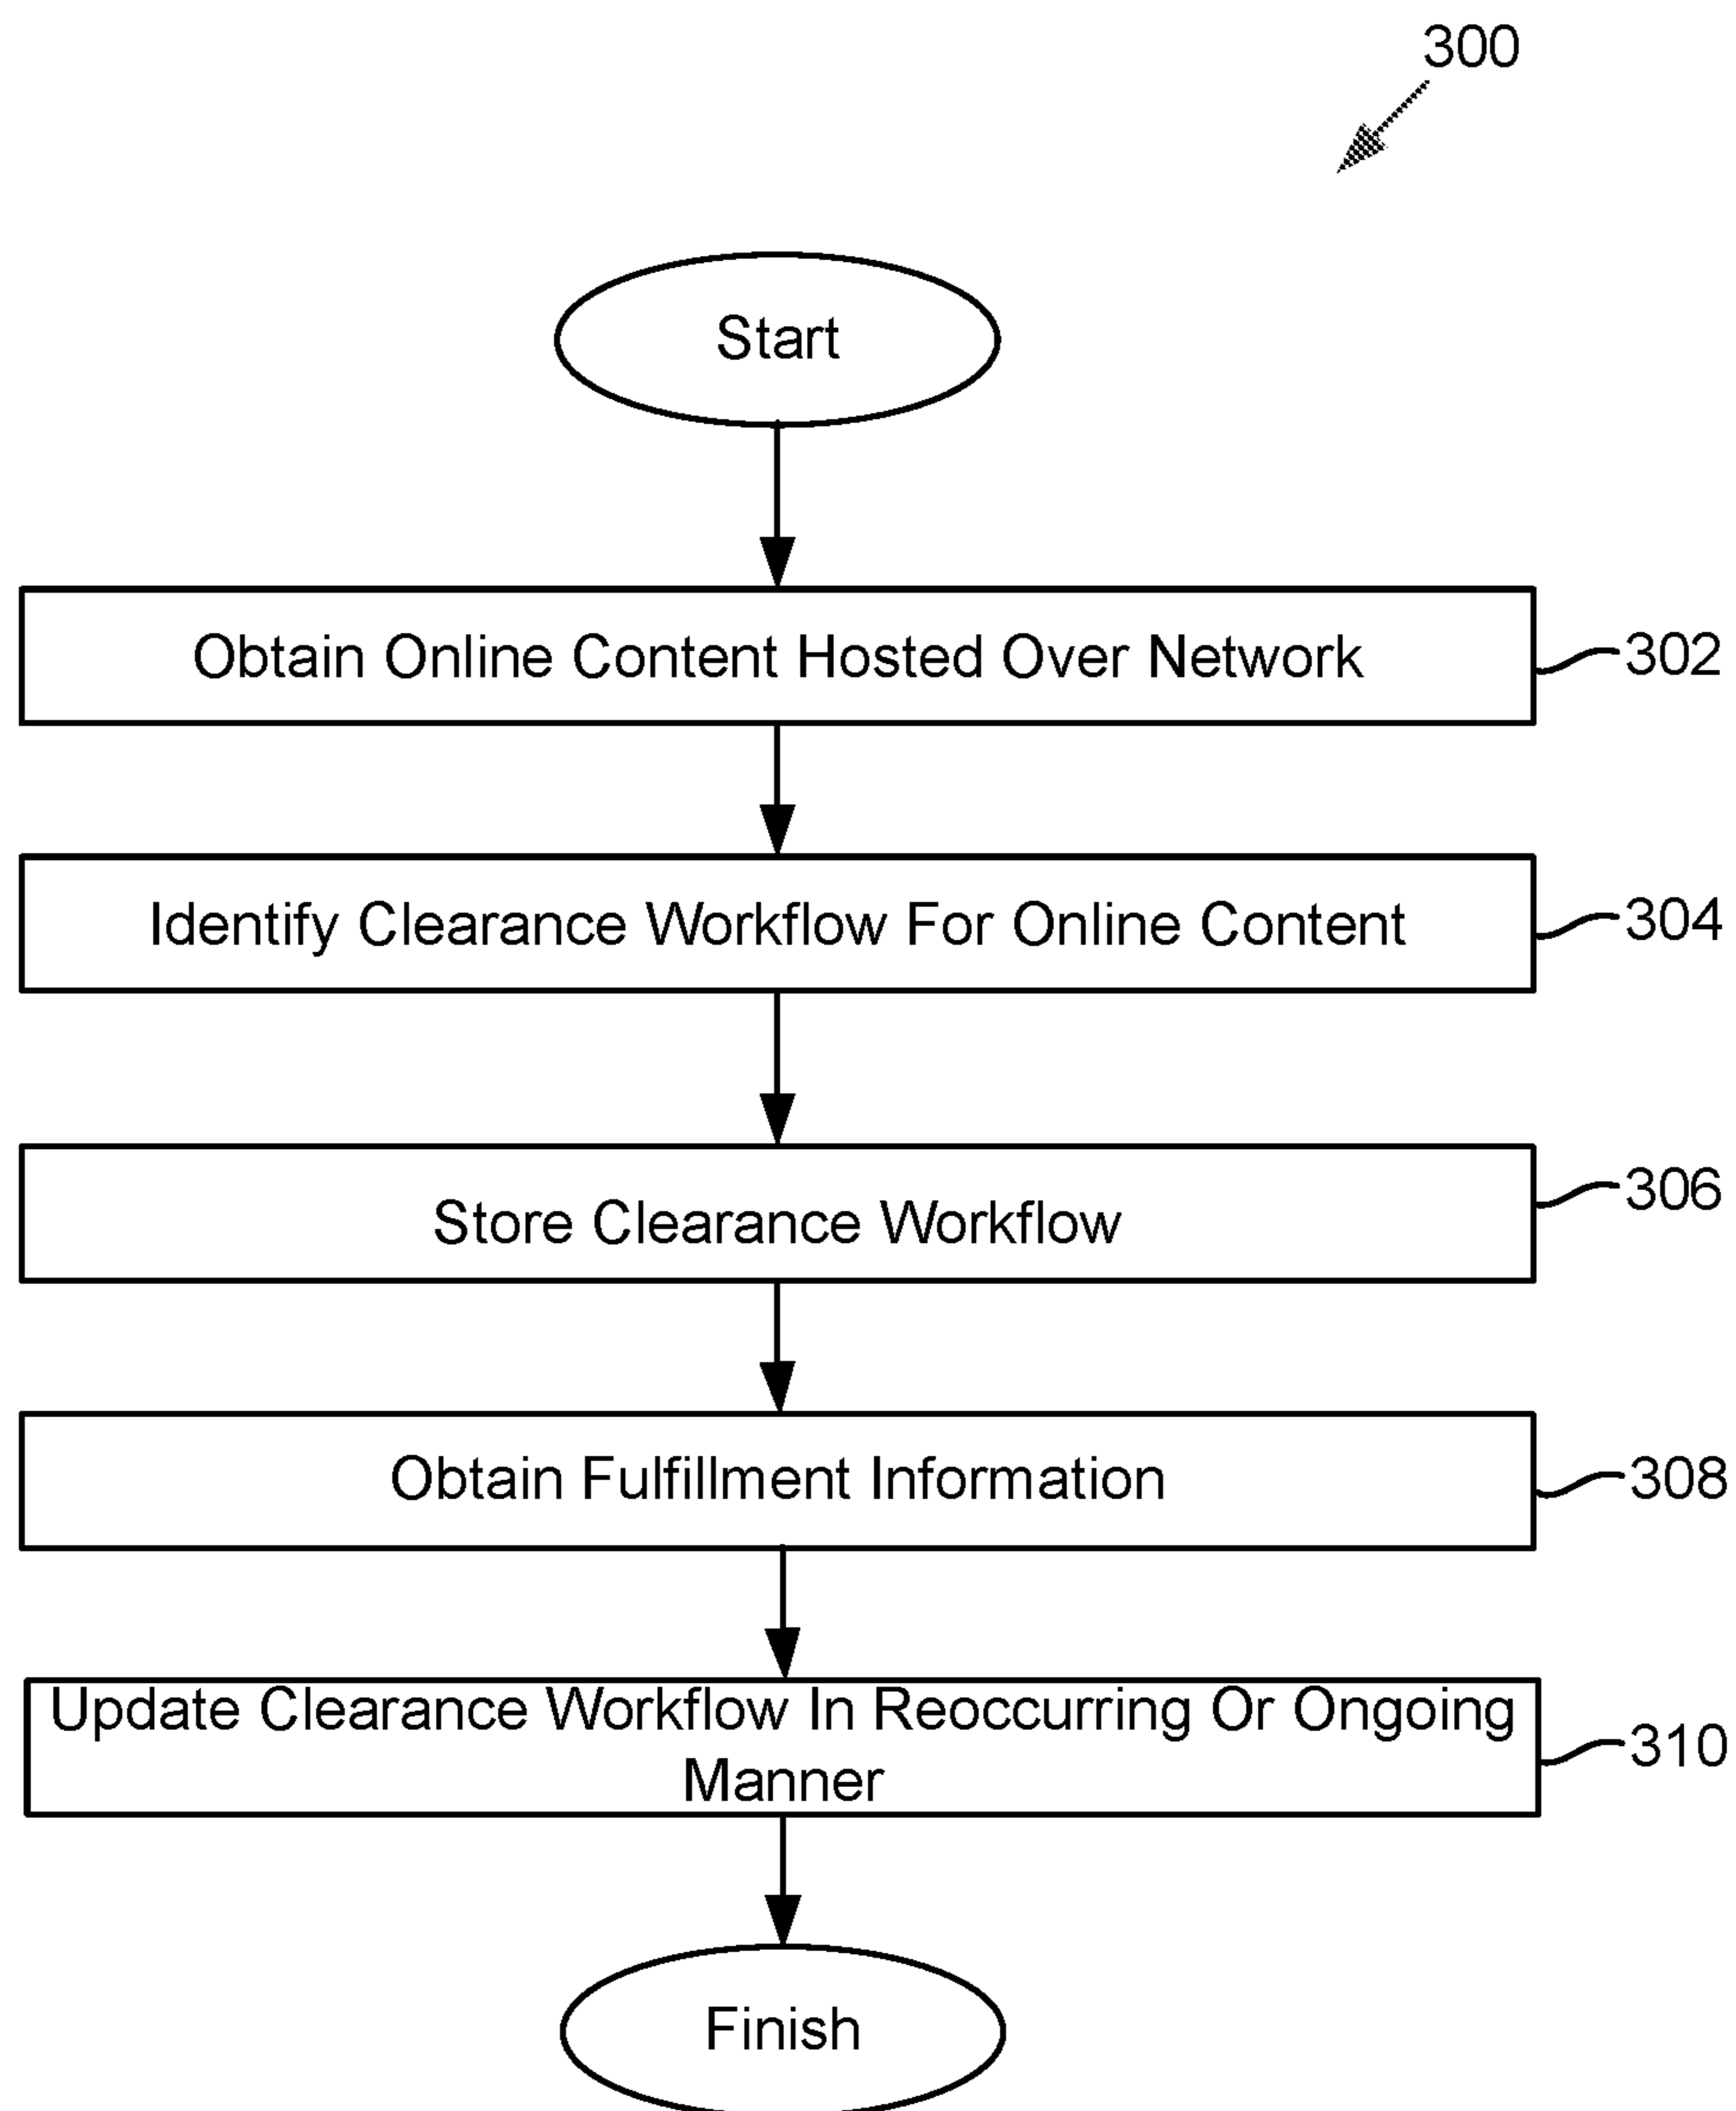 300
Start
Obtain Online Content Hosted Over Network
302
Identify Clearance Workflow For Online Content
304
Store Clearance Workflow
306
Obtain Fulfillment Information
308
Update Clearance Workflow In Reoccurring Or Ongoing
Manner
310
Finish